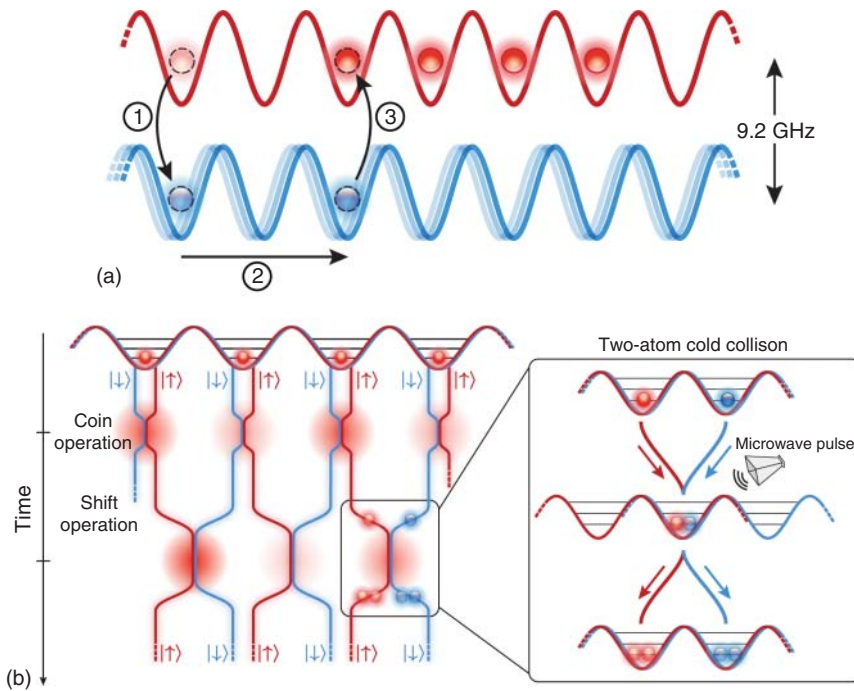 ① ③
9.2 GHz
②
(a)
Two-atom cold collison
|↓⟩ |↑⟩ |↓⟩ |↑⟩ |↓⟩ |↑⟩ |↓⟩ |↑⟩
Coin
operation
Microwave pulse
Time
Shift
operation
|↑⟩ |↓⟩ |↑⟩ |↓⟩ |↑⟩ |↓⟩
(b)